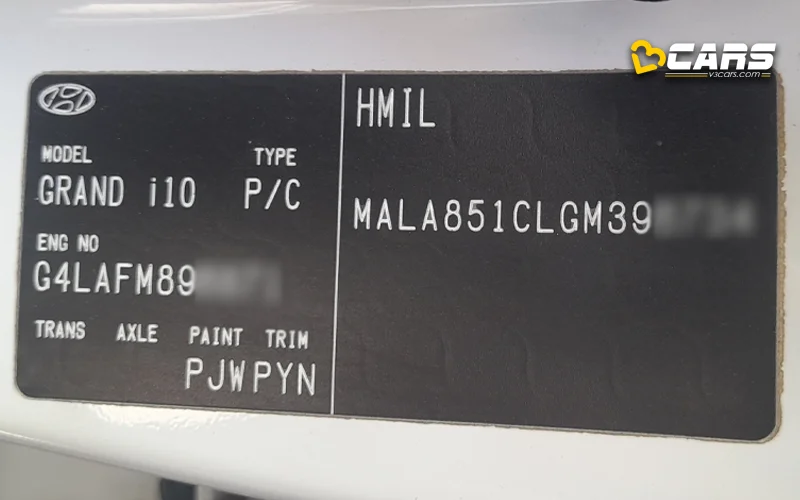 CARS
v3cars.com
HMIL
MODEL TYPE
GRAND i10 P/C
MALA851CLGM39
ENG NO
G4LAFM89
TRANS AXLE PAINT TRIM
PJWPYN